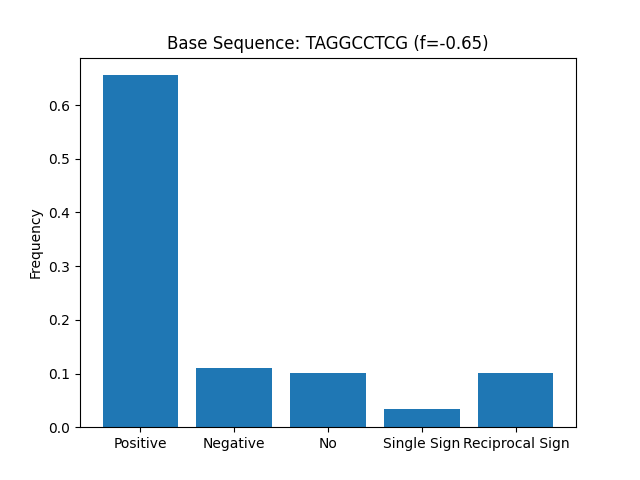 Base Sequence: TAGGCCTCG (f=-0.65)
Frequency
0.6
0.5
0.4
0.3
0.2
0.1
0.0
Positive Negative No Single Sign Reciprocal Sign